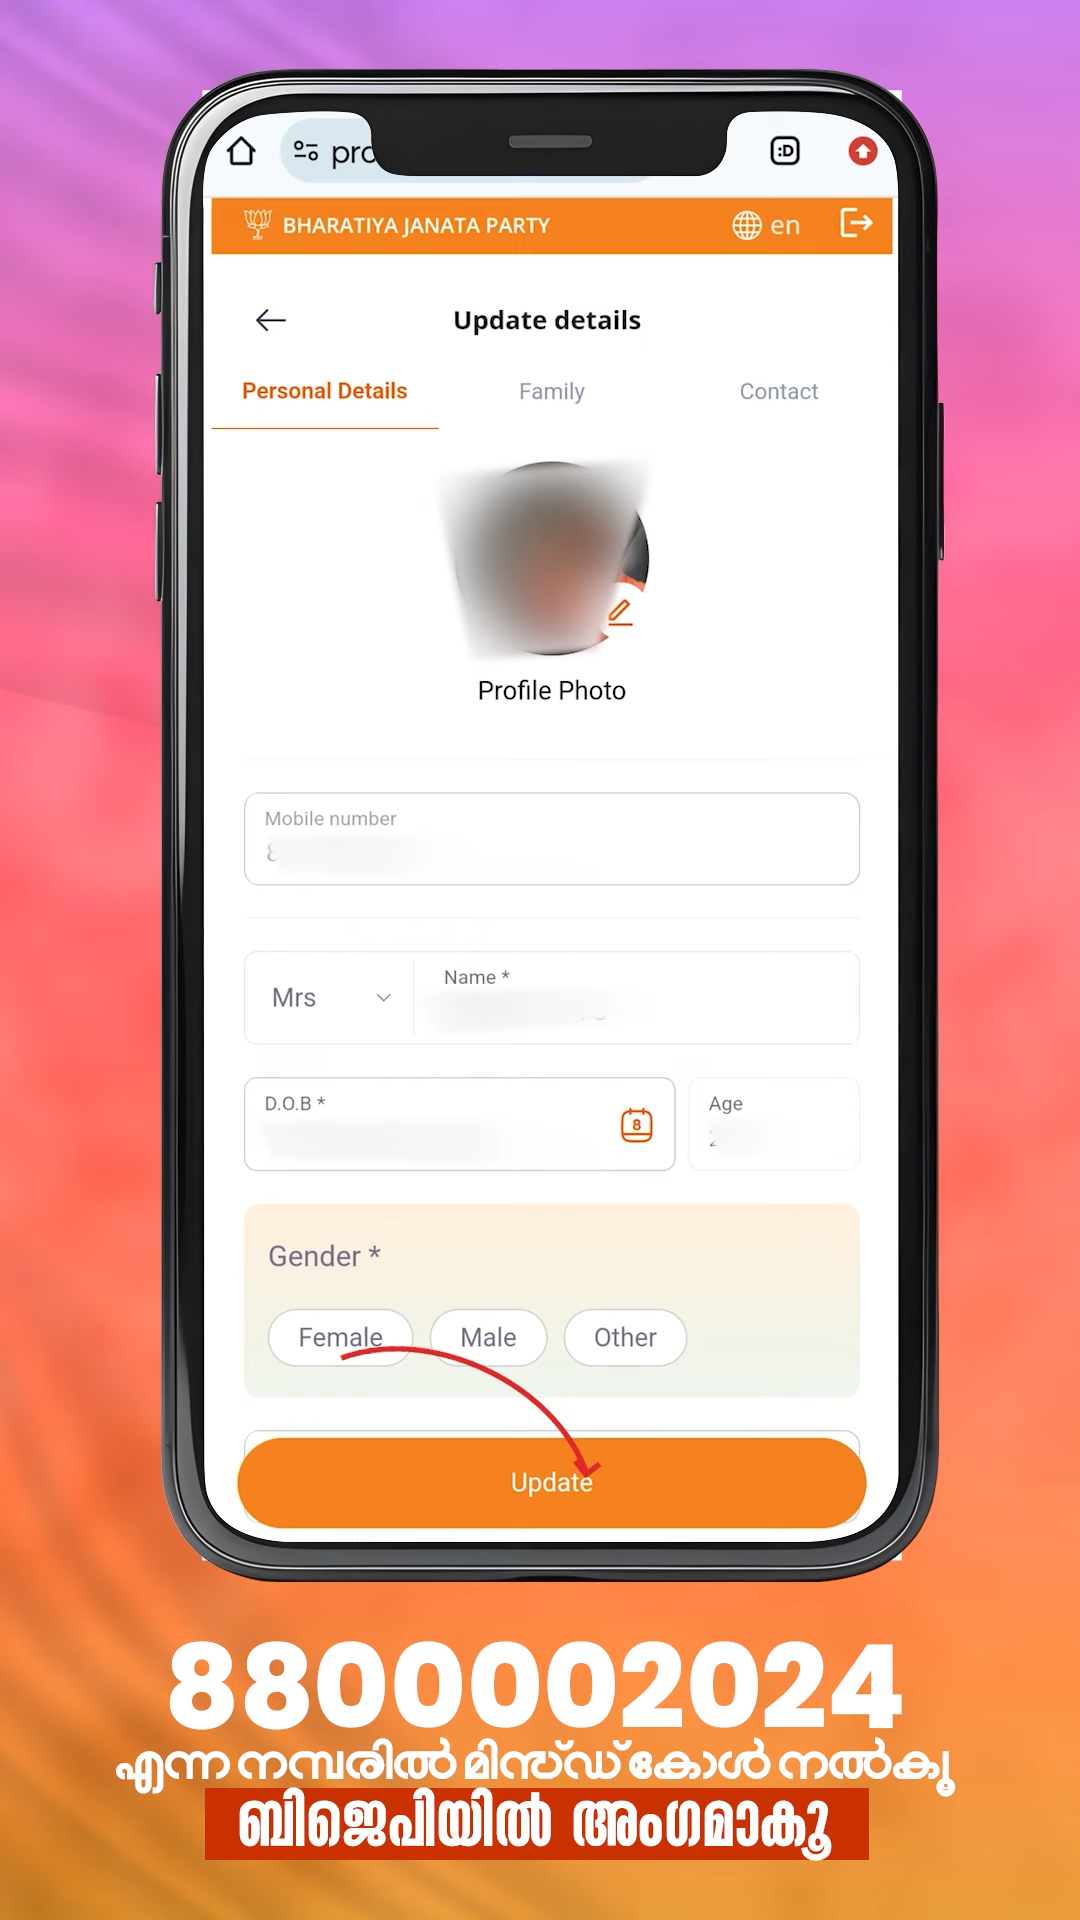 :D
BHARATIYA JANATA PARTY
en
Update details
Personal Details
Family
Contact
Profile Photo
Mobile number
Mrs
Name *
D.O.B *
8
Age
Gender *
Female
Male
Other
Update
8800002024
എന്ന നമ്പരിൽ മിസ്ഡ് കോൾ നൽകൂ
ബിജെപിയിൽ അംഗമാകൂ